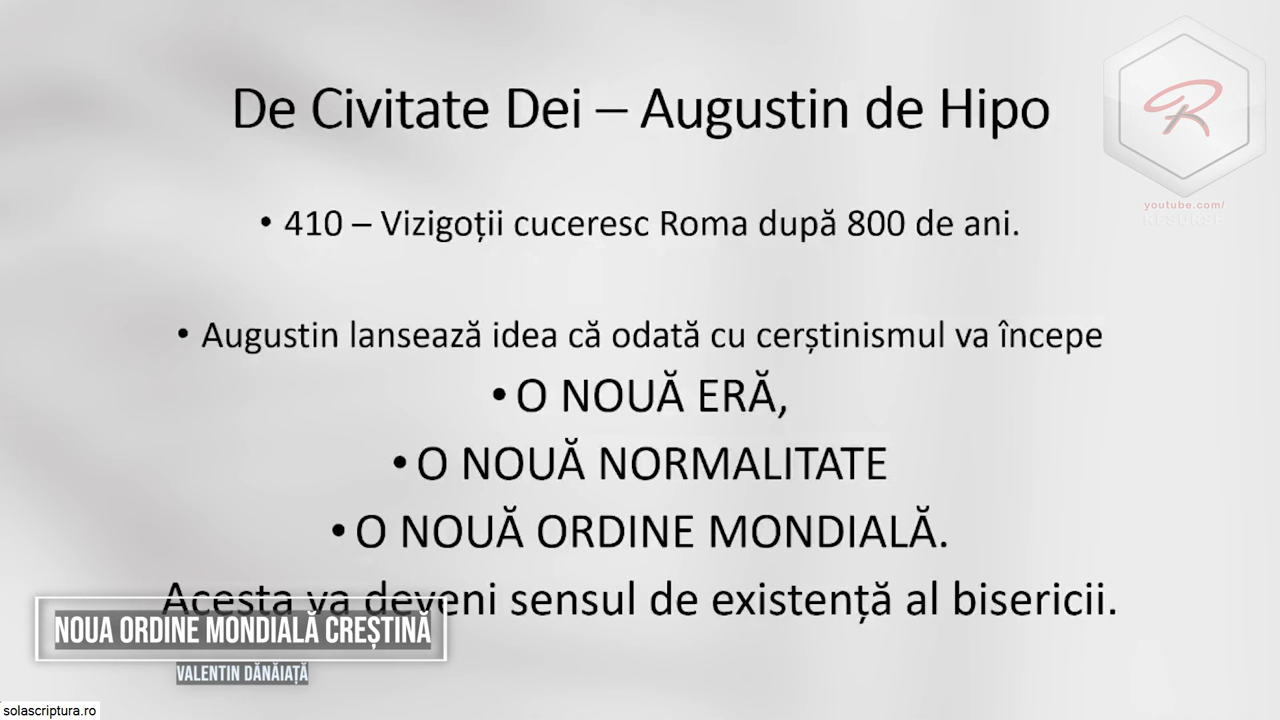 De Civitate Dei – Augustin de Hipo
youtube.com/
RESURSE
• 410 – Vizigoții cuceresc Roma după 800 de ani.
• Augustin lansează idea că odată cu cerștinismul va începe
• O NOUĂ ERĂ,
• O NOUĂ NORMALITATE
• O NOUĂ ORDINE MONDIALĂ.
Acesta va deveni sensul de existență al bisericii.
NOUA ORDINE MONDIALĂ CREȘTINĂ
VALENTIN DĂNĂIAȚĂ
solascriptura.ro